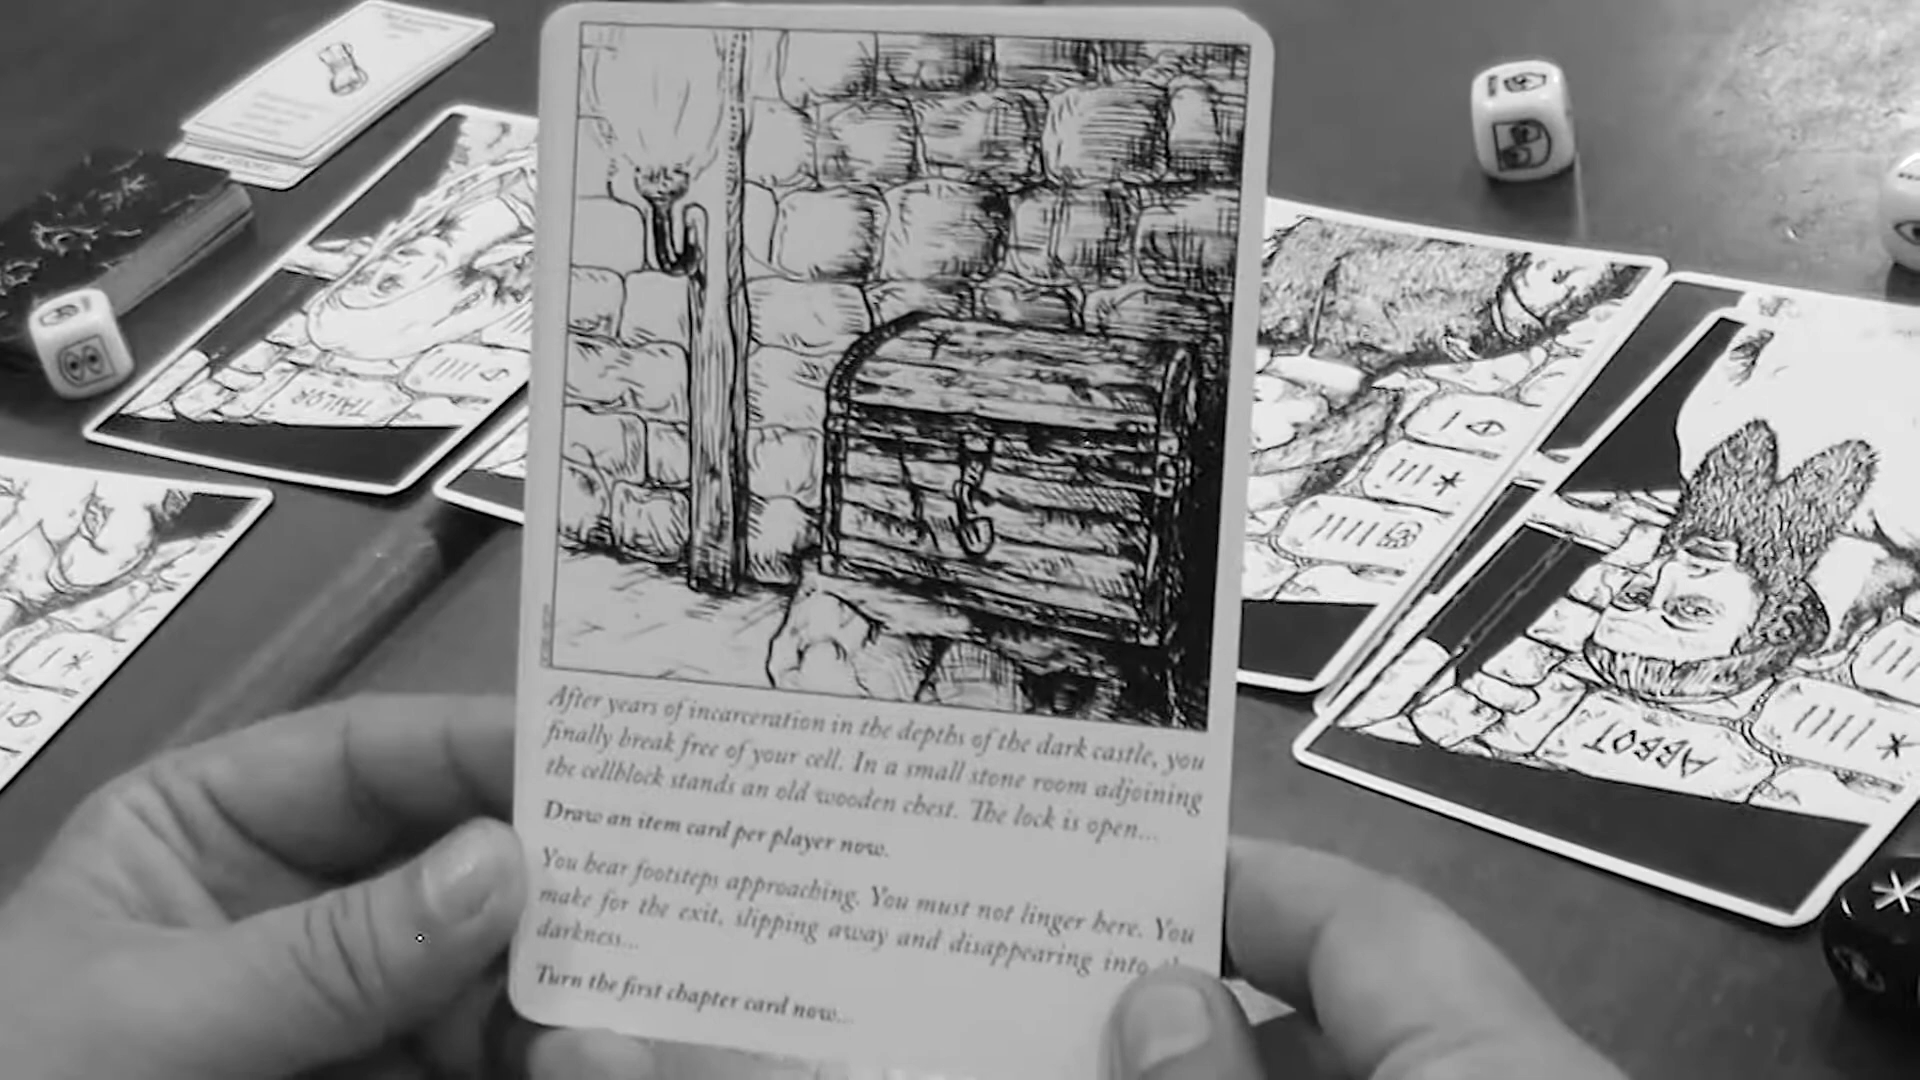 After years of incarceration in the depths of the dark castle, you
finally break free of your cell. In a small stone room adjoining
the cellblock stands an old wooden chest. The lock is open...
Draw an item card per player now.
You hear footsteps approaching. You must not linger here. You
make for the exit, slipping away and disappearing into
darkness...
Turn the first chapter card now...
TAILOR
ABBOT